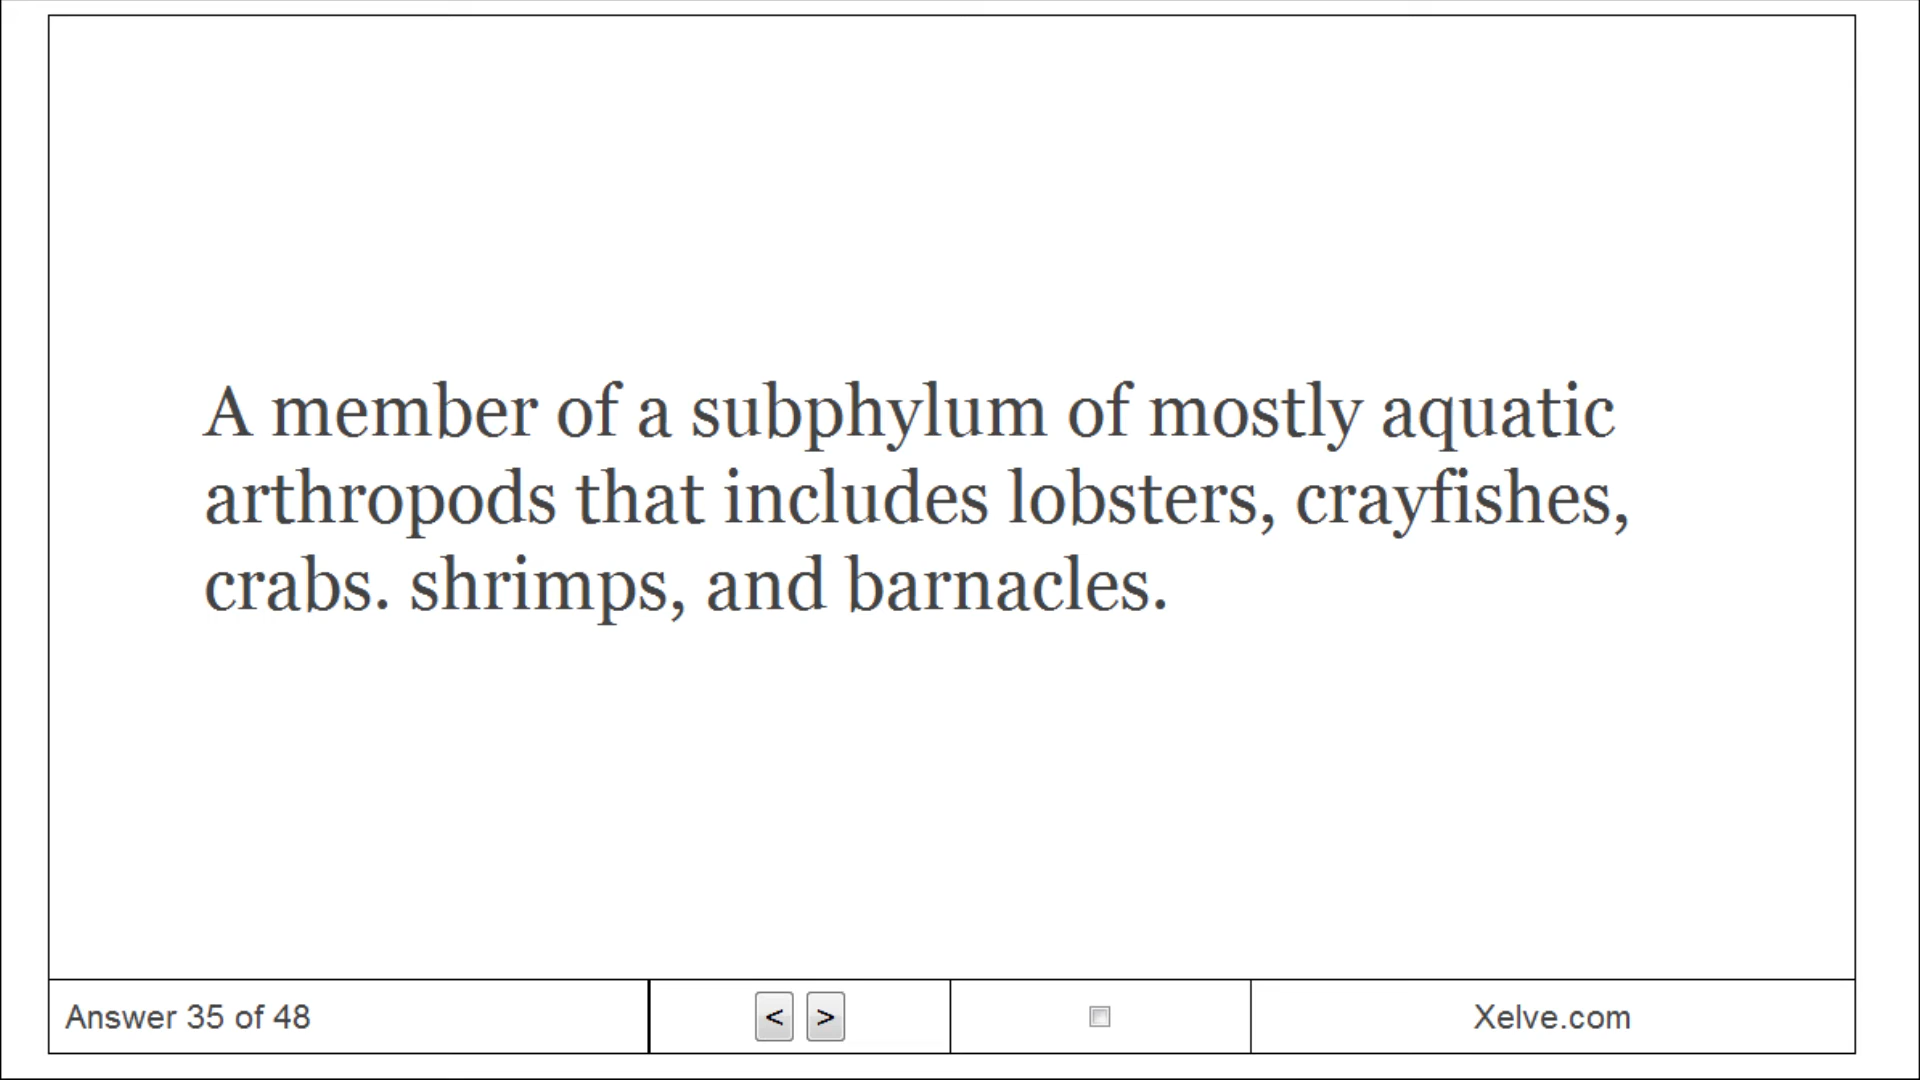 A member of a subphylum of mostly aquatic
arthropods that includes lobsters, crayfishes,
crabs. shrimps, and barnacles.
Answer 35 of 48
< >
Xelve.com